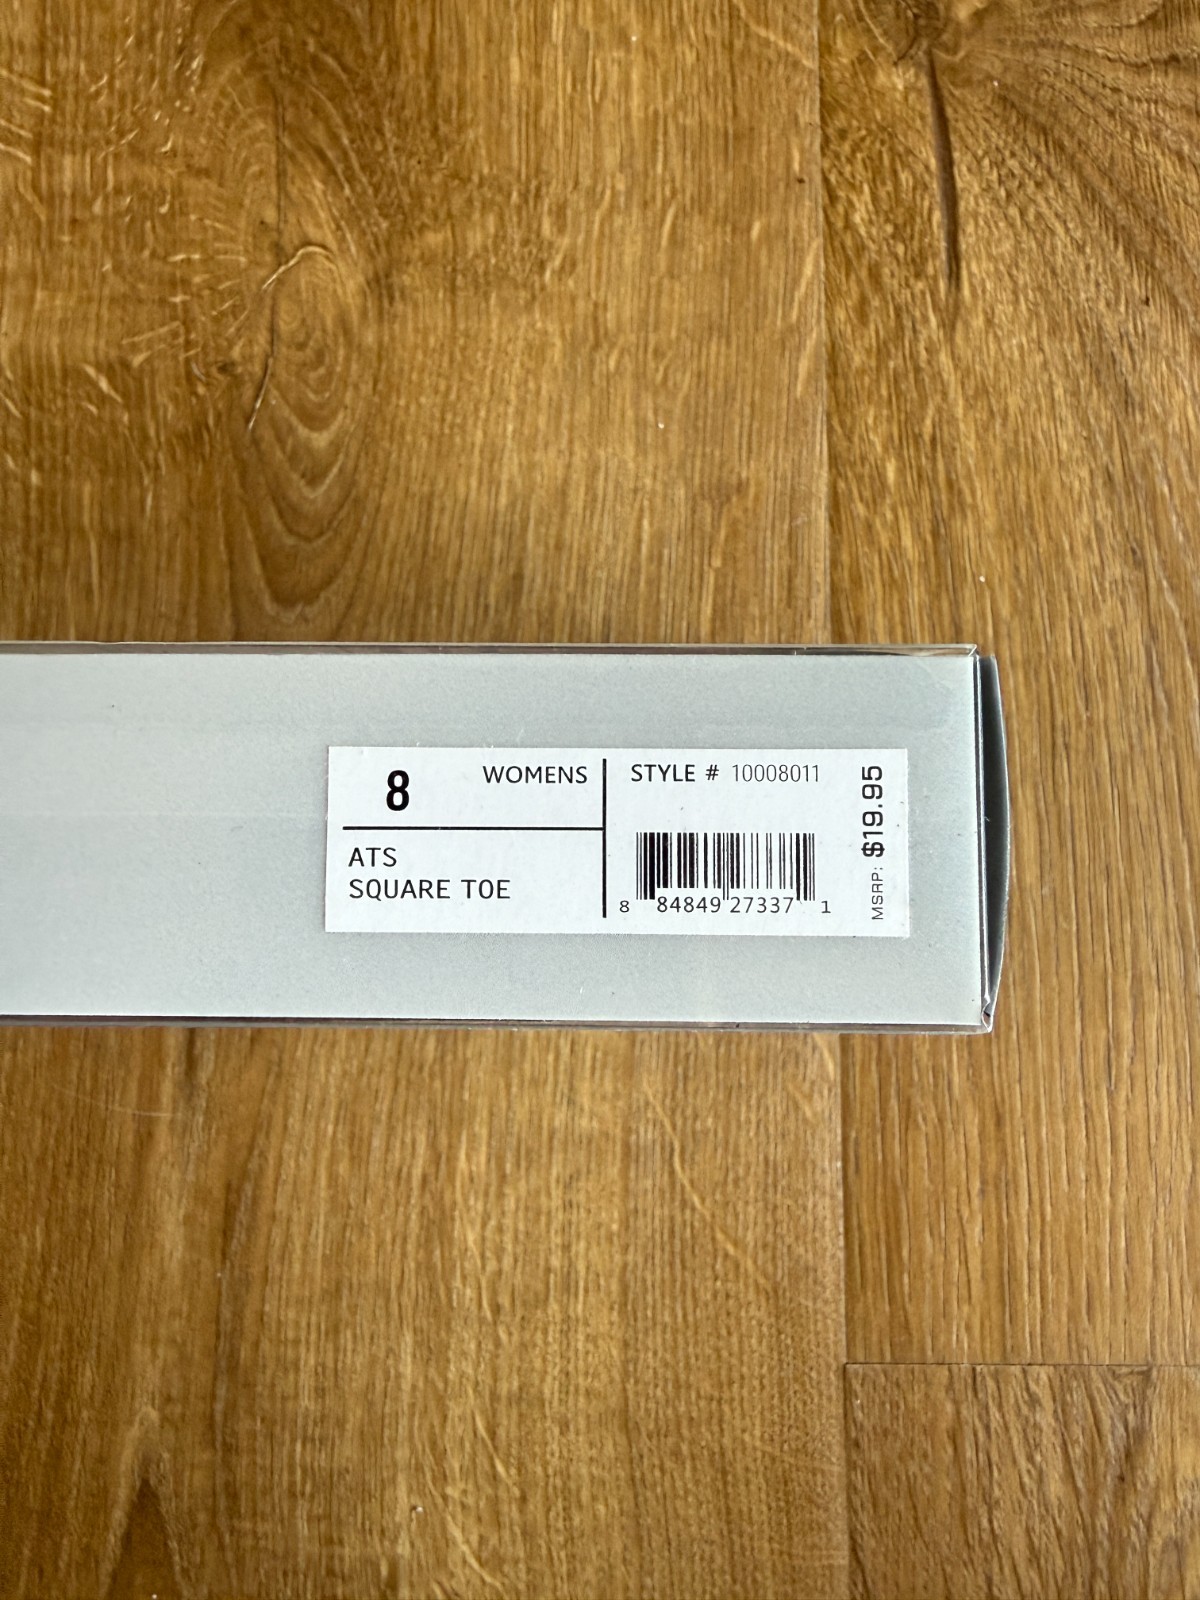 8
WOMENS
ATS
SQUARE TOE
STYLE # 10008011
8 84849 27337 1
MSRP: $19.95